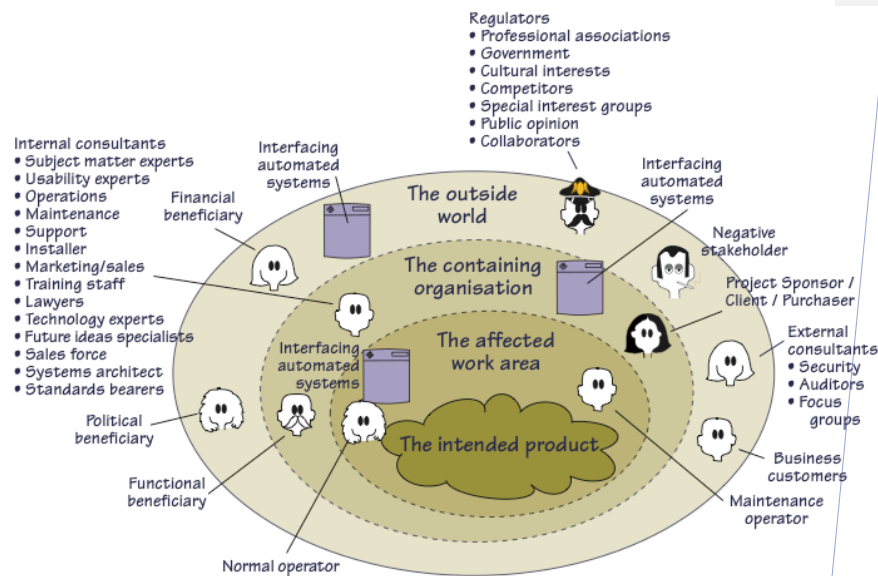 Regulators
• Professional associations
• Government
• Cultural interests
• Competitors
• Special interest groups
• Public opinion
• Collaborators
Internal consultants
• Subject matter experts
• Usability experts
• Operations
• Maintenance
• Support
• Installer
• Marketing/sales
• Training staff
• Lawyers
• Technology experts
• Future ideas specialists
• Sales force
• Systems architect
• Standards bearers
Interfacing
automated
systems
Financial
beneficiary
The outside
world
Interfacing
automated
systems
Negative
stakeholder
The containing
organisation
Project Sponsor /
Client / Purchaser
The affected
work area
Interfacing
automated
systems
External
consultants
• Security
• Auditors
• Focus
groups
Political
beneficiary
The intended product
Business
customers
Functional
beneficiary
Maintenance
operator
Normal operator